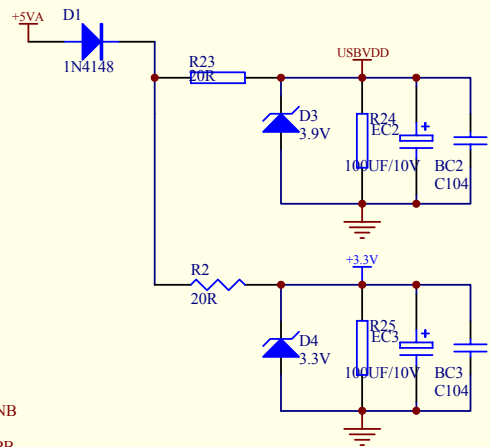 +5VA
D1
1N4148
R23
20R
USBVDD
D3
3.9V
R24
EC2
100UF/10V
BC2
C104
R2
20R
+3.3V
D4
3.3V
R25
EC3
100UF/10V
BC3
C104
NB